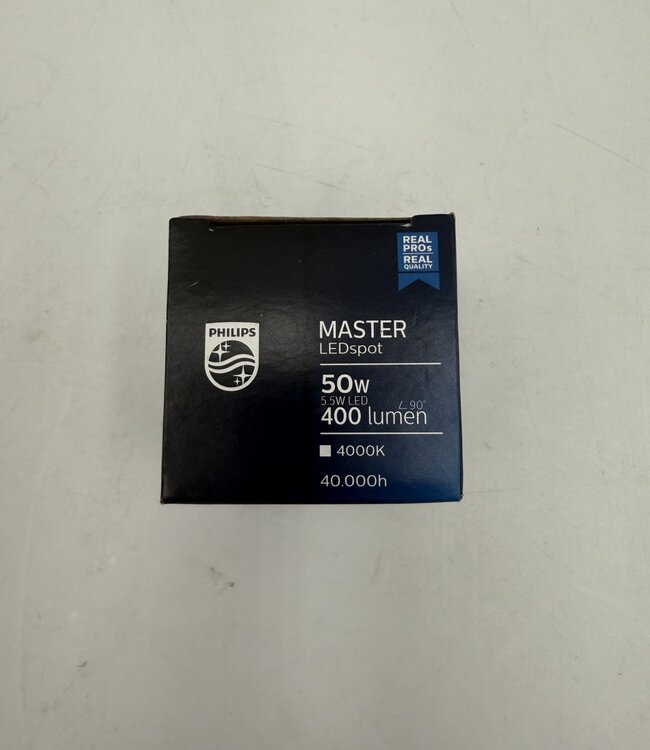 REAL
PROs
REAL
QUALITY
PHILIPS
MASTER
LEDspot
50W
5.5W LED
400 lumen ∠90°
4000K
40.000h